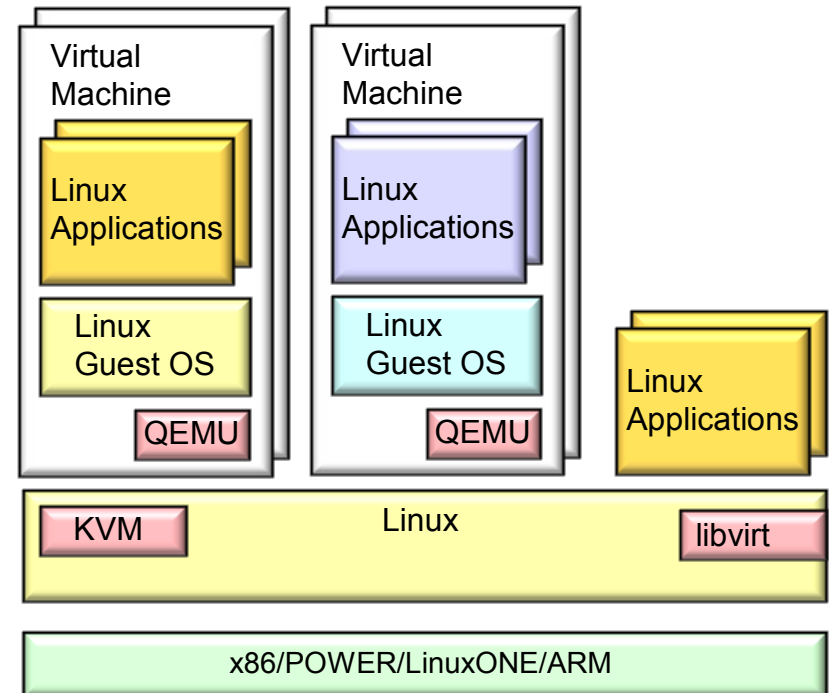 Virtual
Machine
Linux
Applications
Linux
Guest OS
QEMU
Virtual
Machine
Linux
Applications
Linux
Guest OS
QEMU
Linux
Applications
KVM
Linux
libvirt
x86/POWER/LinuxONE/ARM